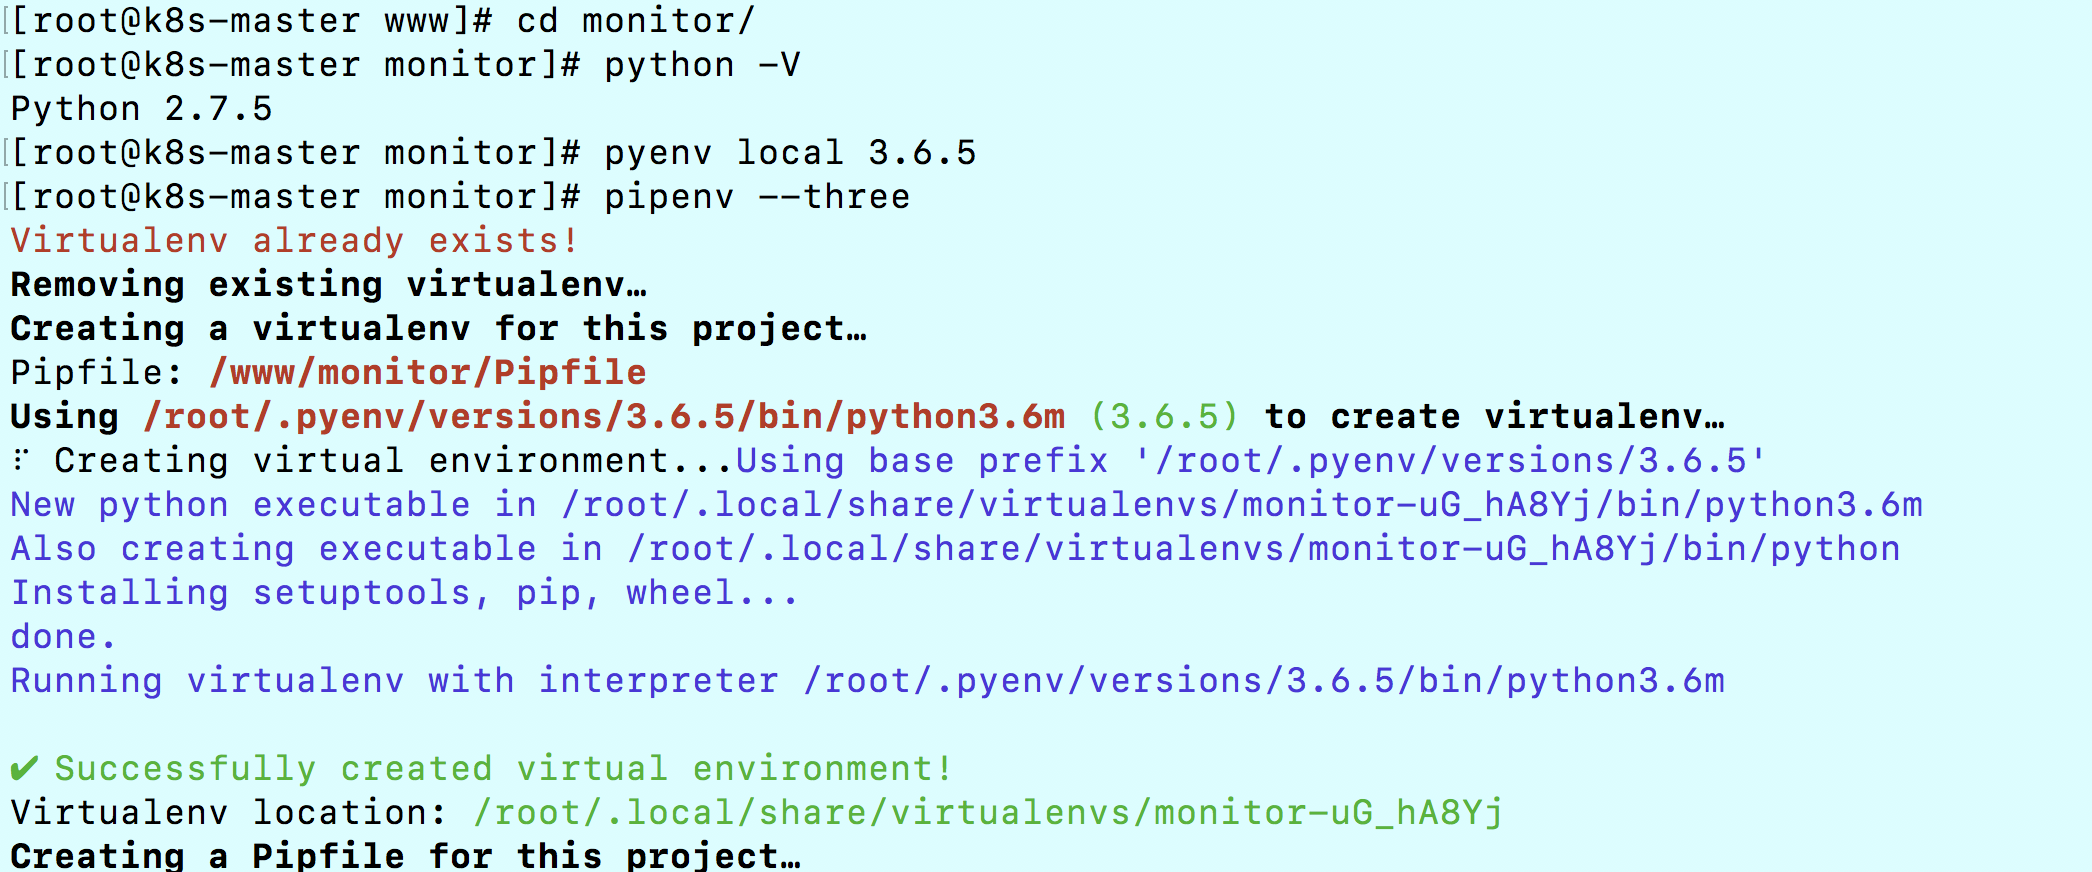 [[root@k8s-master www]# cd monitor/
[[root@k8s-master monitor]# python -V
Python 2.7.5
[[root@k8s-master monitor]# pyenv local 3.6.5
[[root@k8s-master monitor]# pipenv --three
Virtualenv already exists!
Removing existing virtualenv…
Creating a virtualenv for this project…
Pipfile: /www/monitor/Pipfile
Using /root/.pyenv/versions/3.6.5/bin/python3.6m (3.6.5) to create virtualenv…
⠏ Creating virtual environment...Using base prefix '/root/.pyenv/versions/3.6.5'
New python executable in /root/.local/share/virtualenvs/monitor-uG_hA8Yj/bin/python3.6m
Also creating executable in /root/.local/share/virtualenvs/monitor-uG_hA8Yj/bin/python
Installing setuptools, pip, wheel...
done.
Running virtualenv with interpreter /root/.pyenv/versions/3.6.5/bin/python3.6m
✔ Successfully created virtual environment!
Virtualenv location: /root/.local/share/virtualenvs/monitor-uG_hA8Yj
Creating a Pipfile for this project…